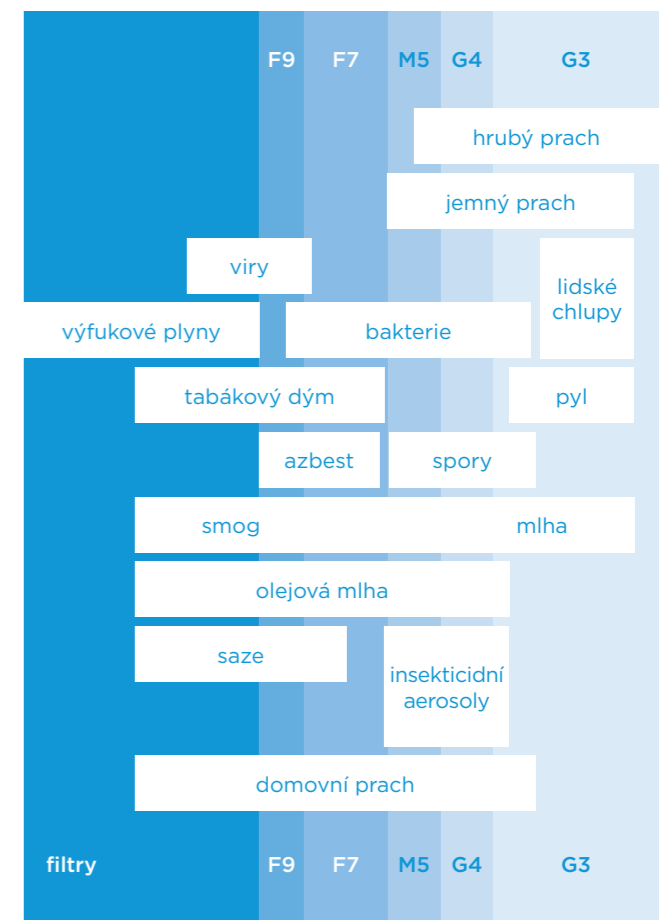 F9 F7 M5 G4 G3
hrubý prach
jemný prach
viry
lidské
chlupy
výfukové plyny bakterie
tabákový dým pyl
azbest spory
smog mlha
olejová mlha
saze
insekticidní
aerosoly
domovní prach
filtry F9 F7 M5 G4 G3